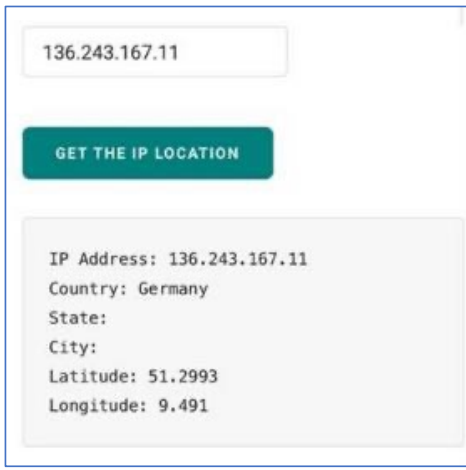 136.243.167.11
GET THE IP LOCATION
IP Address: 136.243.167.11
Country: Germany
State:
City:
Latitude: 51.2993
Longitude: 9.491